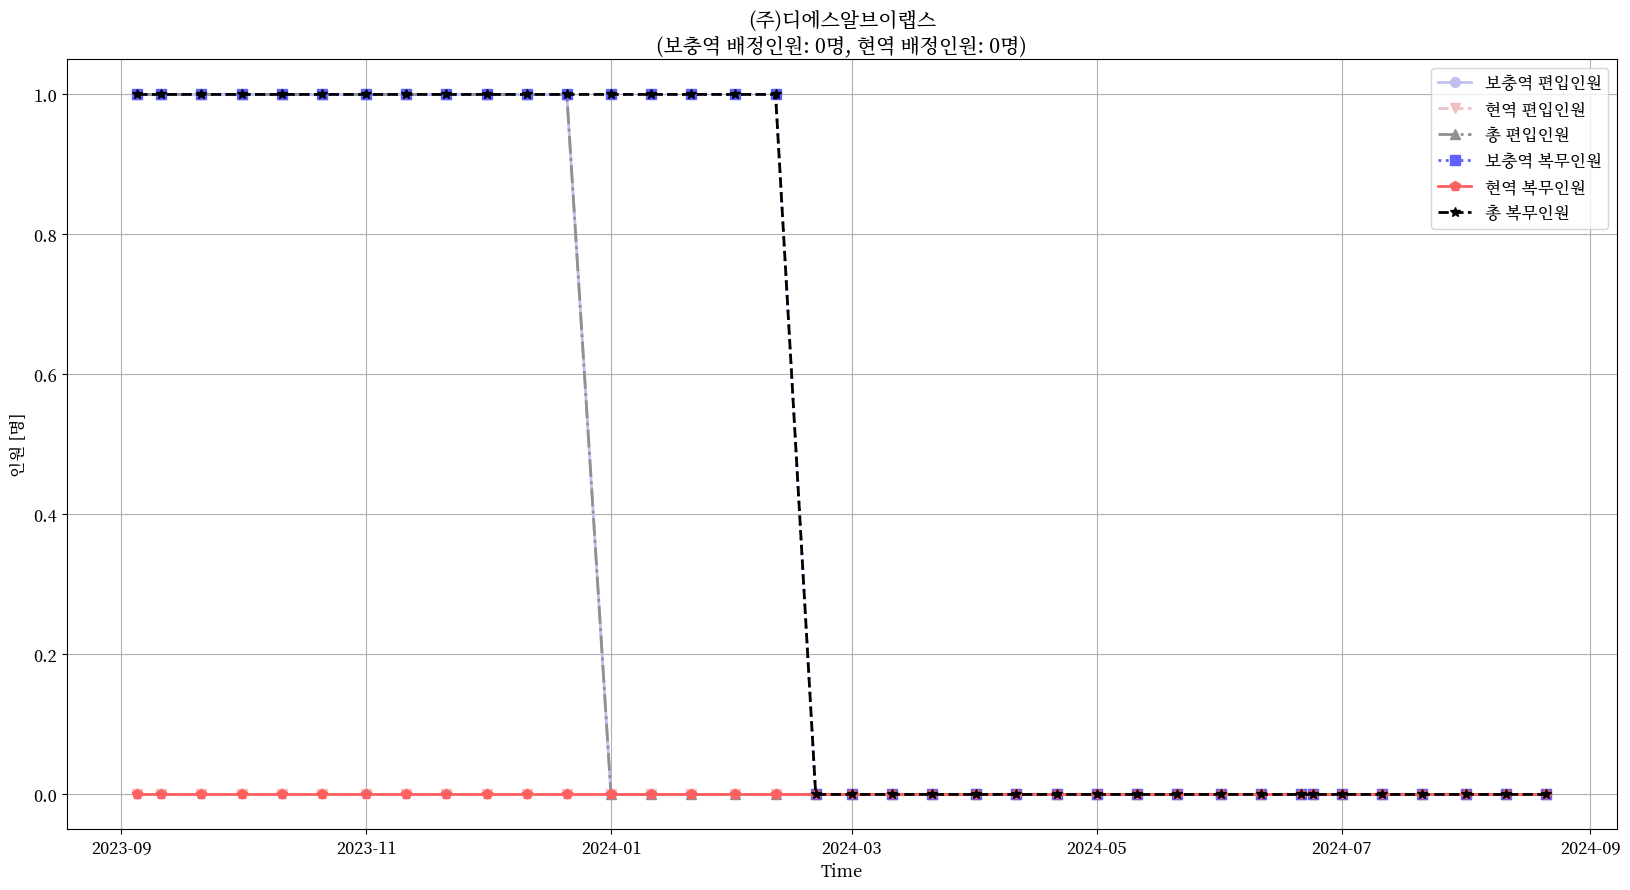 (주)디에스알브이랩스
(보충역 배정인원: 0명, 현역 배정인원: 0명)
보충역 편입인원
현역 편입인원
총 편입인원
보충역 복무인원
현역 복무인원
총 복무인원
인원 [명]
1.0
0.8
0.6
0.4
0.2
0.0
2023-09 2023-11 2024-01 2024-03 2024-05 2024-07 2024-09
Time